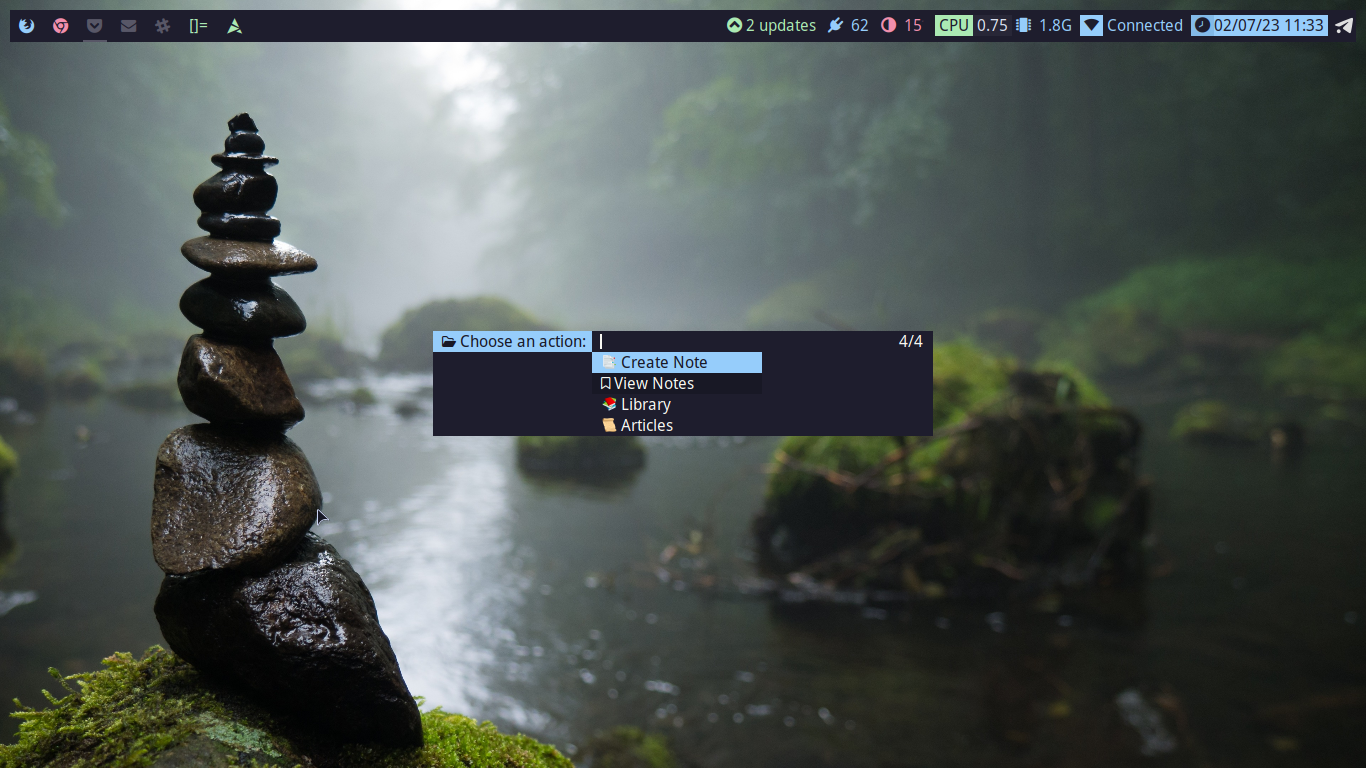 []= 2 updates 62 15 CPU 0.75 1.8G Connected 02/07/23 11:33
Choose an action: 4/4
Create Note
View Notes
Library
Articles